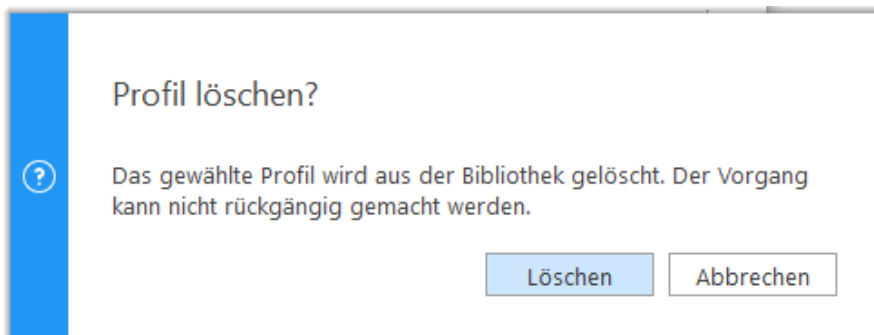 Profil löschen?
Das gewählte Profil wird aus der Bibliothek gelöscht. Der Vorgang
kann nicht rückgängig gemacht werden.
Löschen Abbrechen